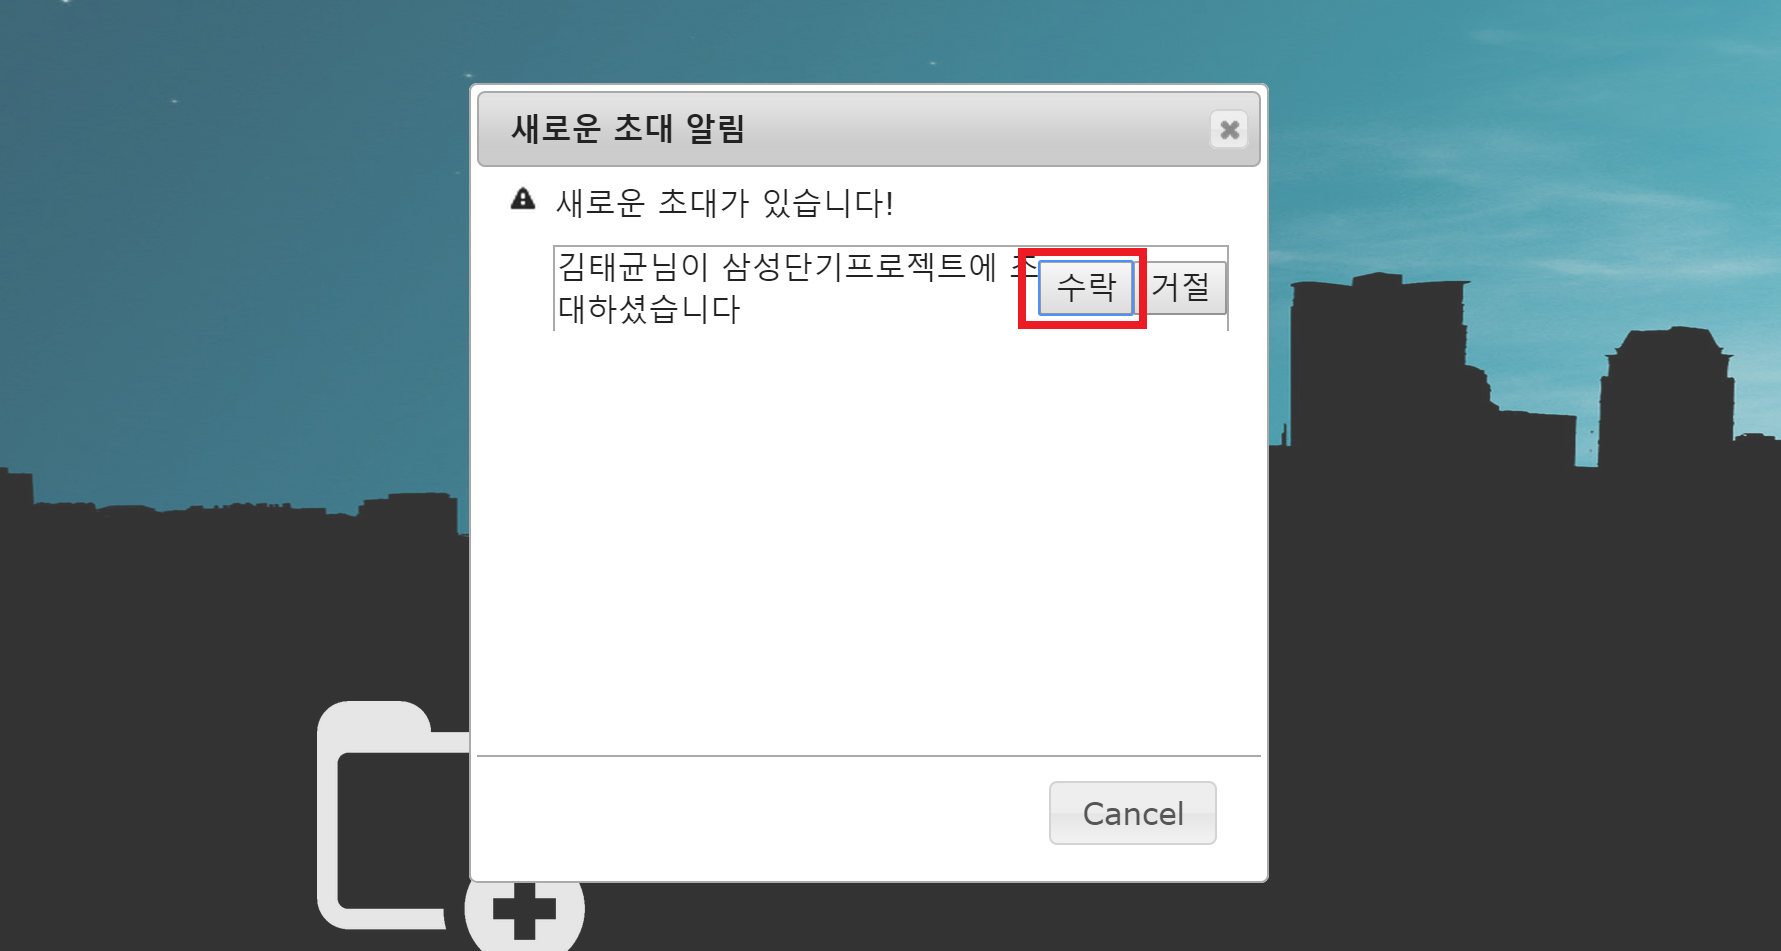 새로운 초대 알림
새로운 초대가 있습니다!
김태균님이 삼성단기프로젝트에 초
대하셨습니다
수락
거절
Cancel